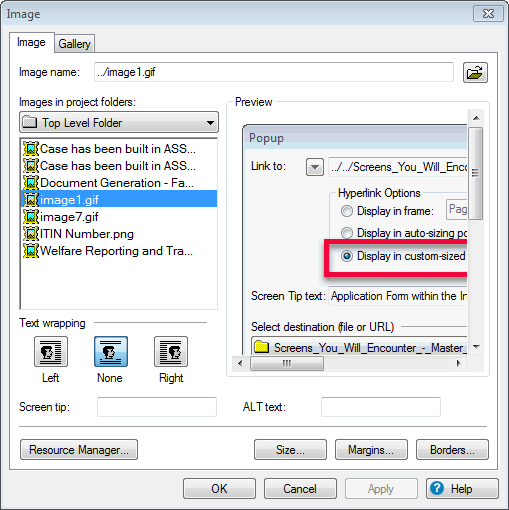 Image
Image Gallery
Image name: ../image1.gif
Images in project folders:
Top Level Folder
Case has been built in ASS...
Case has been built in ASS...
Document Generation - Fa...
image1.gif
image7.gif
ITIN Number.png
Welfare Reporting and Tra...
Text wrapping
Left None Right
Preview
Popup
Link to: ../../Screens_You_Will_Encounter
Hyperlink Options
Display in frame: Pag
Display in auto-sizing po
Display in custom-sized
Screen Tip text: Application Form within the In
Select destination (file or URL)
Screens_You_Will_Encounter_-_Master_
Screen tip: ALT text:
Resource Manager... Size... Margins... Borders...
OK Cancel Apply Help